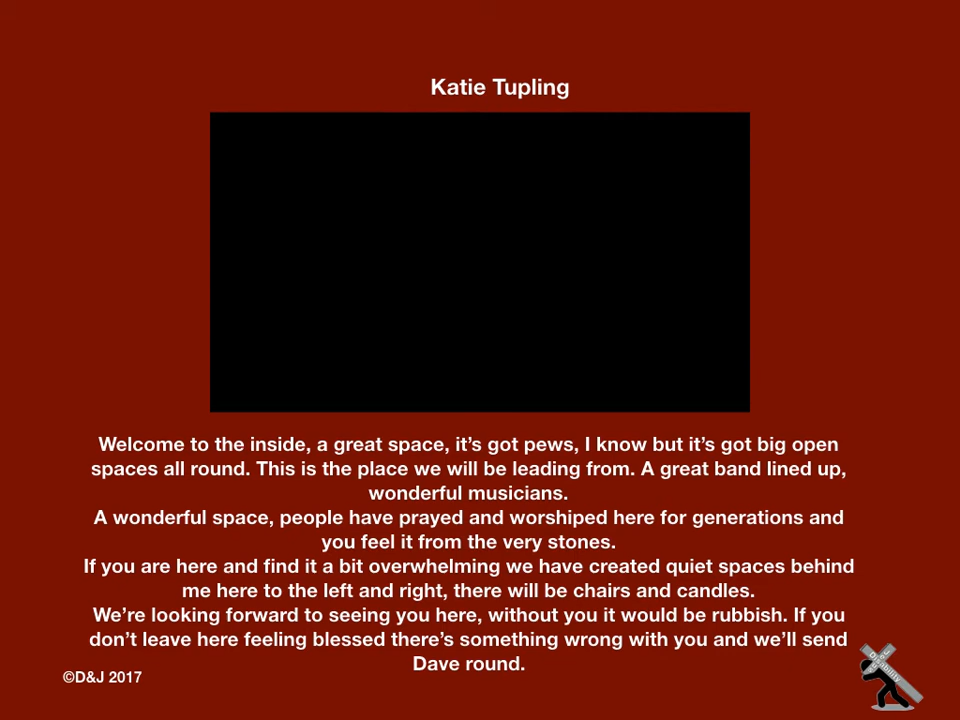 Katie Tupling
Welcome to the inside, a great space, it's got pews, I know but it's got big open
spaces all round. This is the place we will be leading from. A great band lined up,
wonderful musicians.
A wonderful space, people have prayed and worshiped here for generations and
you feel it from the very stones.
If you are here and find it a bit overwhelming we have created quiet spaces behind
me here to the left and right, there will be chairs and candles.
We're looking forward to seeing you here, without you it would be rubbish. If you
don't leave here feeling blessed there's something wrong with you and we'll send
Dave round.
©D&J 2017
Disability